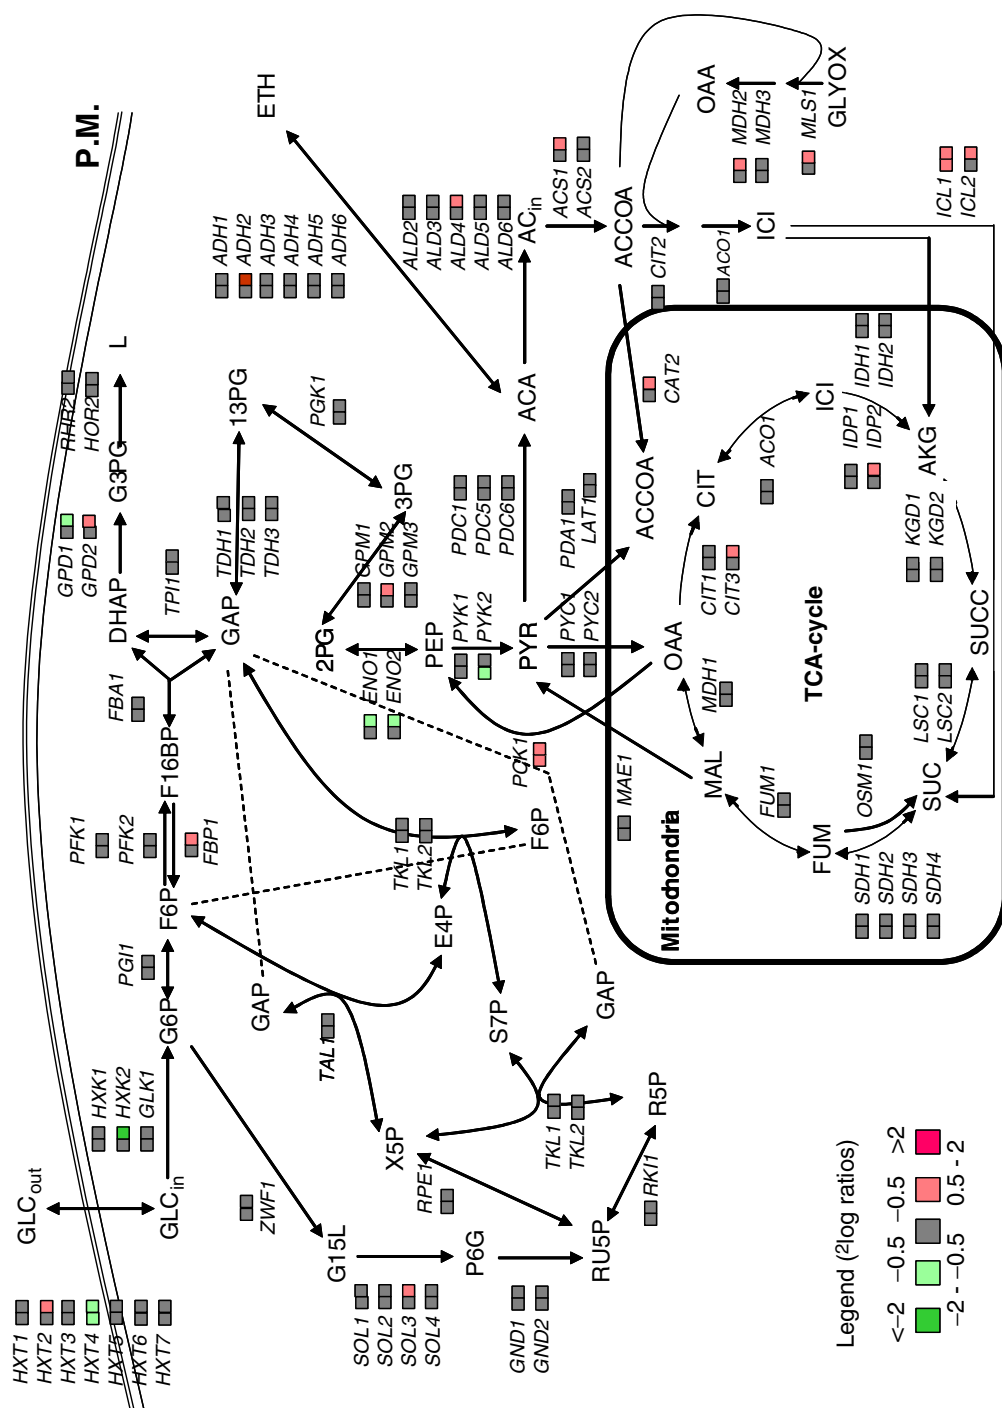 P.M.
GLC_out
GLC_in
HXT1
HXT2
HXT3
HXT4
HXT5
HXT6
HXT7
HXK1
HXK2
GLK1
G6P
PGI1
F6P
PFK1
PFK2
FBP1
F16BP
FBA1
DHAP
TPI1
GAP
GPD1
GPD2
G3PG
RHR2
HOR2
L
TDH1
TDH2
TDH3
13PG
PGK1
3PG
GPM1
GPM2
GPM3
2PG
ENO1
ENO2
PEP
PYK1
PYK2
PYR
PCK1
PYC1
PYC2
PDC1
PDC5
PDC6
PDA1
LAT1
ACA
ADH1
ADH2
ADH3
ADH4
ADH5
ADH6
ETH
ALD2
ALD3
ALD4
ALD5
ALD6
AC_in
ACS1
ACS2
ACCOA
CIT2
ACO1
ICI
OAA
MDH2
MDH3
MLS1
GLYOX
ICL1
ICL2
ZWF1
G15L
SOL1
SOL2
SOL3
SOL4
P6G
GND1
GND2
RU5P
RPE1
RKI1
X5P
R5P
TKL1
TKL2
S7P
GAP
TAL1
GAP
E4P
TKL1
TKL2
F6P
Mitodhondria
TCA-cycle
CAT2
ACCOA
OAA
CIT1
CIT3
CIT
ACO1
ICI
IDH1
IDH2
IDP1
IDP2
AKG
KGD1
KGD2
SUCC
LSC1
LSC2
SUC
OSM1
SDH1
SDH2
SDH3
SDH4
FUM
FUM1
MAL
MDH1
MAE1
Legend (²log ratios)
<−2 −0.5 −0.5 >2
−2 - −0.5 0.5 - 2